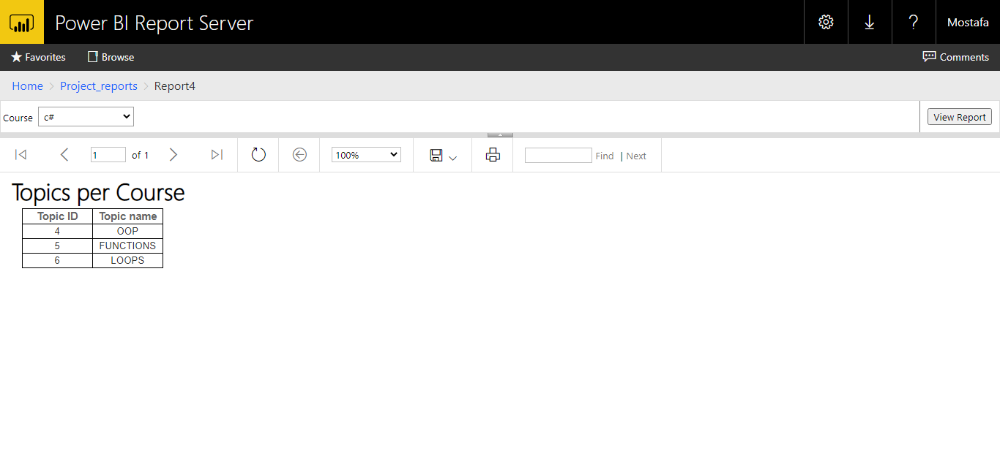 Power BI Report Server
?
Mostafa
Favorites
Browse
Comments
Home > Project_reports > Report4
Course
c#
View Report
1
of 1
100%
Find | Next
Topics per Course
Topic ID Topic name
4 OOP
5 FUNCTIONS
6 LOOPS